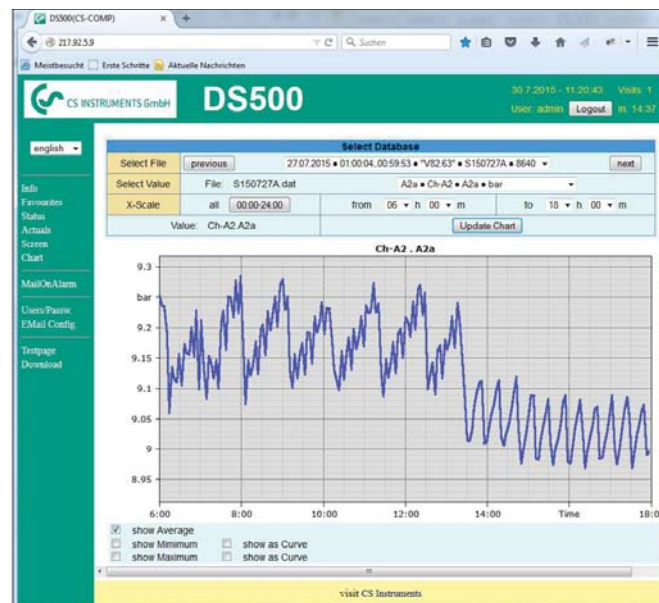 DS500(CS-COMP)
217.92.5.9
Suchen
Meistbesucht Erste Schritte Aktuelle Nachrichten
CS INSTRUMENTS GmbH
DS500
30.7.2015 - 11:20:43 Visits: 1
User: admin Logout in: 14:37
english
Info
Favourites
Status
Actuals
Screen
Chart
MailOnAlarm
Users/Passw.
EMail Config.
Testpage
Download
Select Database
Select File previous 27.07.2015 ● 01:00:04..00:59:53 ● "V82.63" ● S150727A ● 8640 next
Select Value File: S150727A.dat A2a ● Ch-A2 ● A2a ● bar
X-Scale all 00:00-24:00 from 06 h 00 m to 18 h 00 m
Value: Ch-A2.A2a Update Chart
Ch-A2 . A2a
9.3
bar
9.2
9.15
9.1
9.05
9
8.95
6:00 8:00 10:00 12:00 14:00 Time 18:0
show Average
show Mimimum show as Curve
show Maximum show as Curve
visit CS Instruments